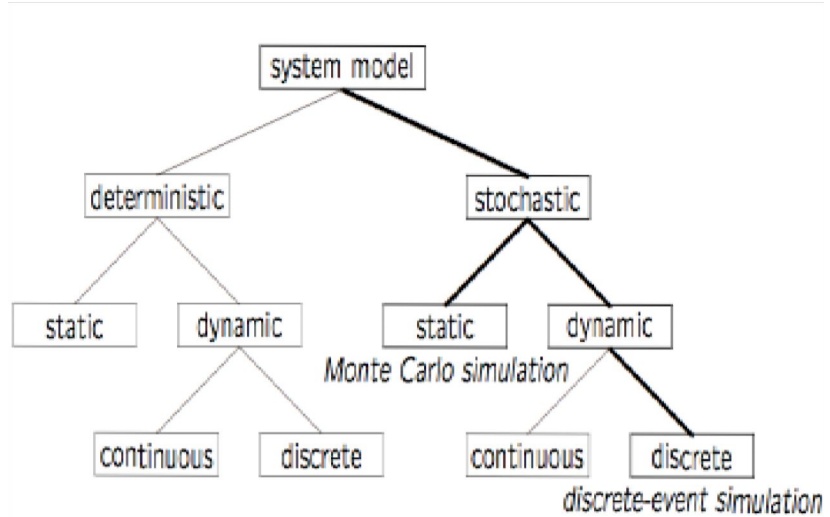 system model
deterministic
stochastic
static
dynamic
static
dynamic
Monte Carlo simulation
continuous
discrete
continuous
discrete
discrete-event simulation